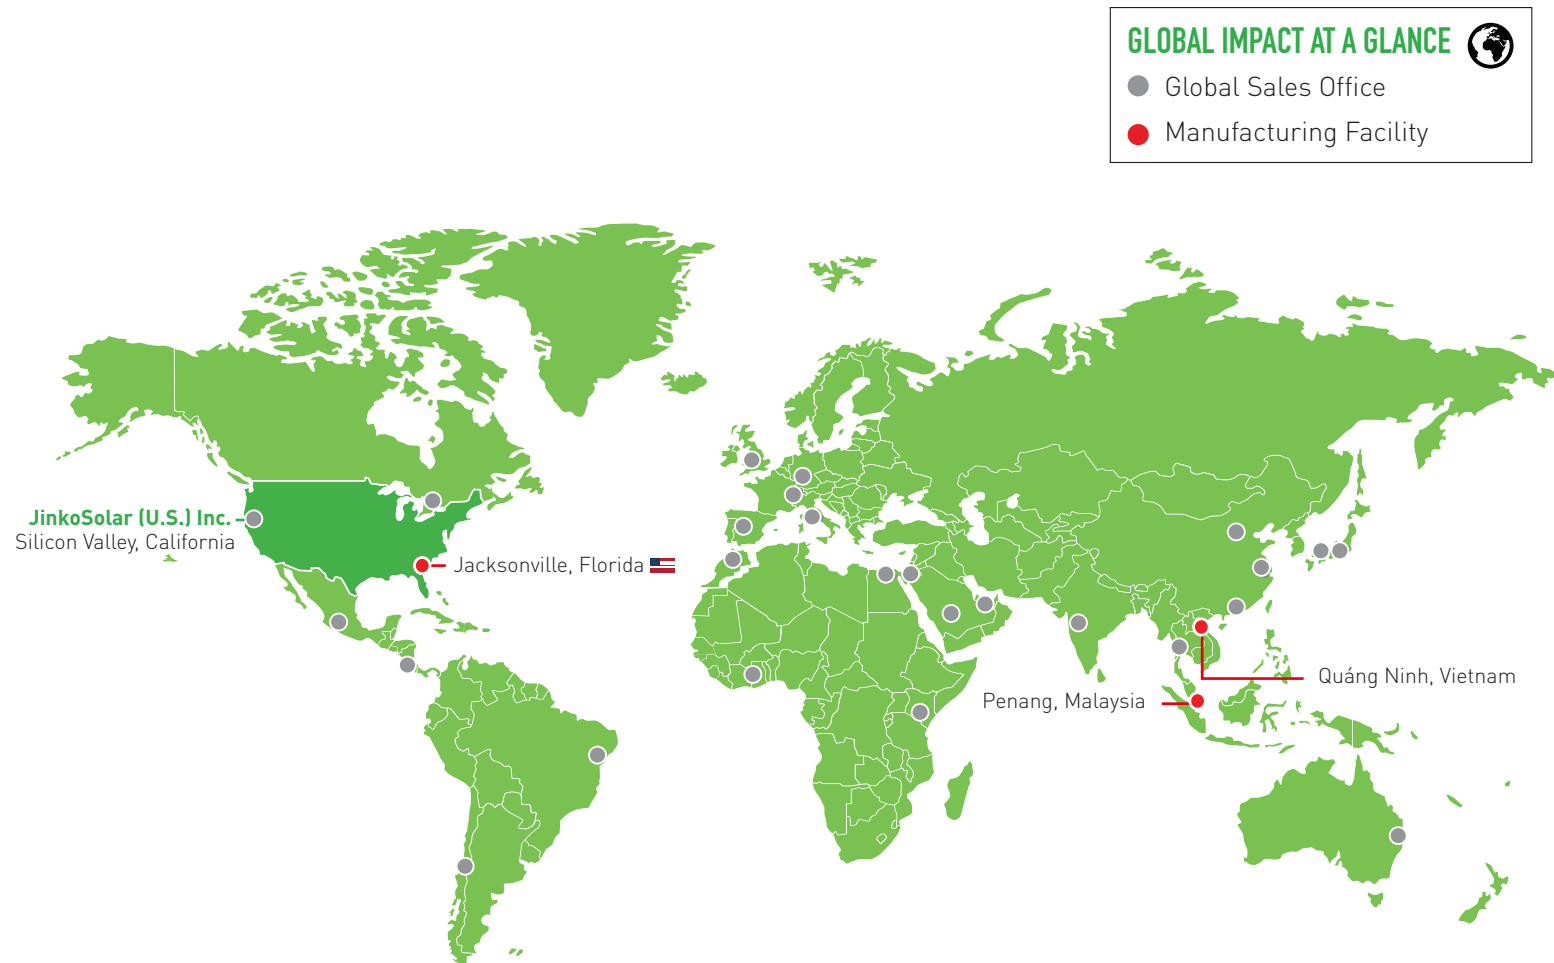 GLOBAL IMPACT AT A GLANCE
Global Sales Office
Manufacturing Facility
JinkoSolar (U.S.) Inc.
Silicon Valley, California
Jacksonville, Florida
Quáng Ninh, Vietnam
Penang, Malaysia